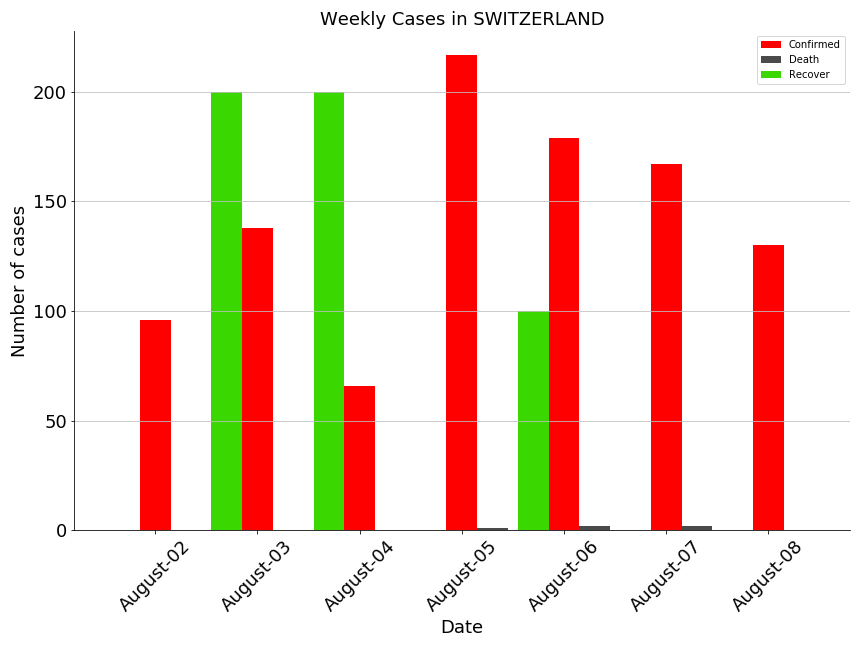 Weekly Cases in SWITZERLAND
Confirmed
Death
Recover
Number of cases
200
150
100
50
0
August-02
August-03
August-04
August-05
August-06
August-07
August-08
Date